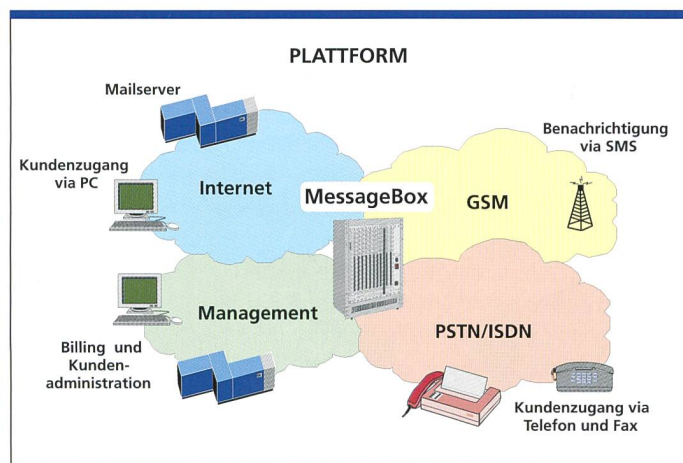 PLATTFORM
Mailserver
Benachrichtigung
via SMS
Kundenzugang
via PC
Internet
MessageBox
GSM
Management
PSTN/ISDN
Billing und
Kunden-
administration
Kundenzugang via
Telefon und Fax